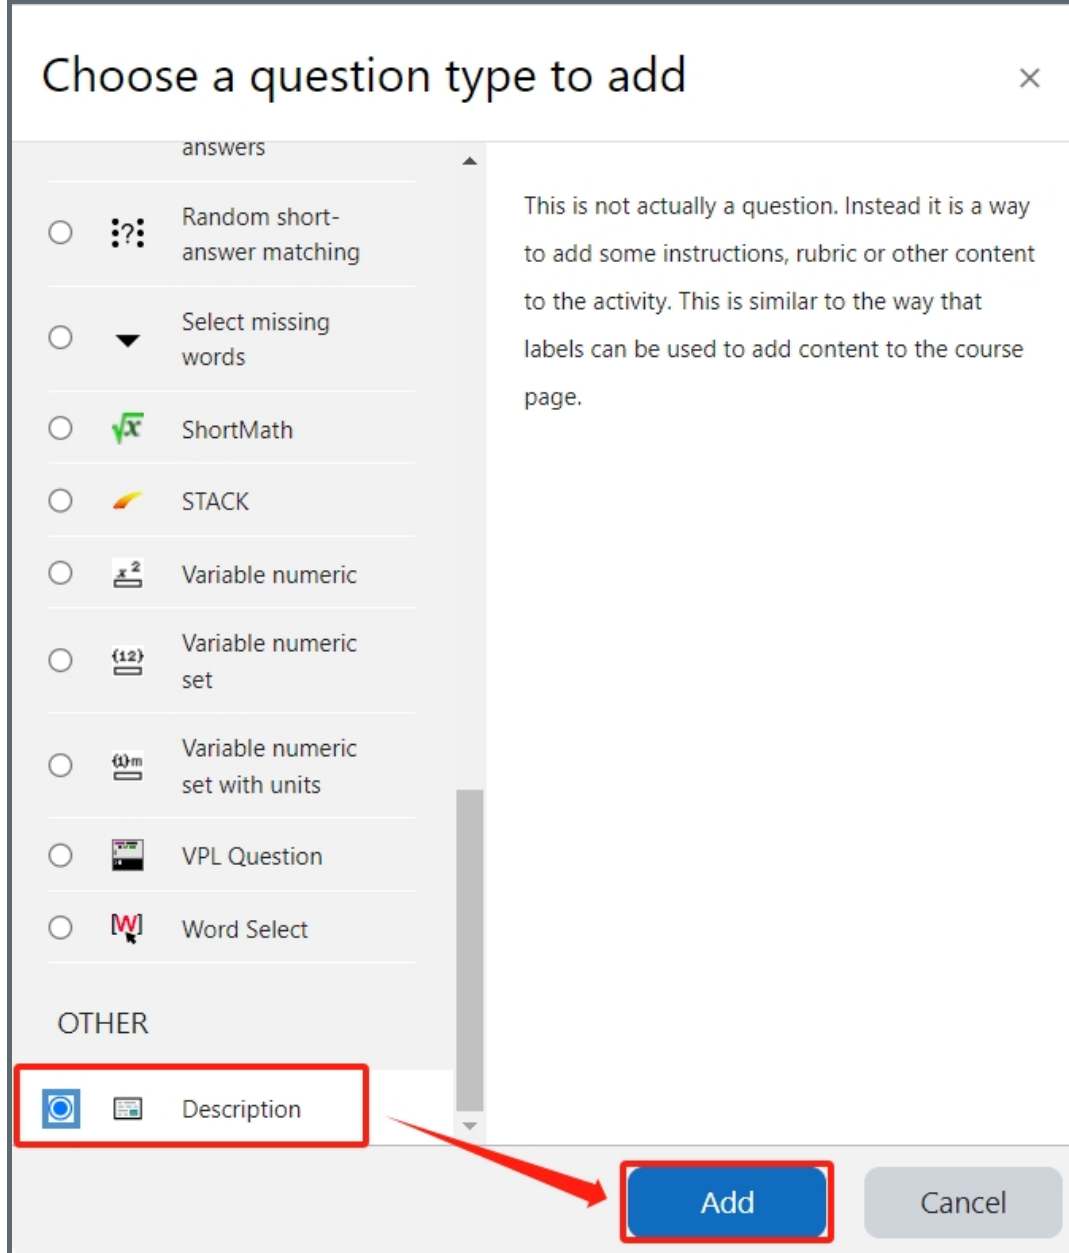 Choose a question type to add
answers
Random short-
answer matching
Select missing
words
ShortMath
STACK
Variable numeric
Variable numeric
set
Variable numeric
set with units
VPL Question
Word Select
OTHER
Description
This is not actually a question. Instead it is a way
to add some instructions, rubric or other content
to the activity. This is similar to the way that
labels can be used to add content to the course
page.
Add
Cancel